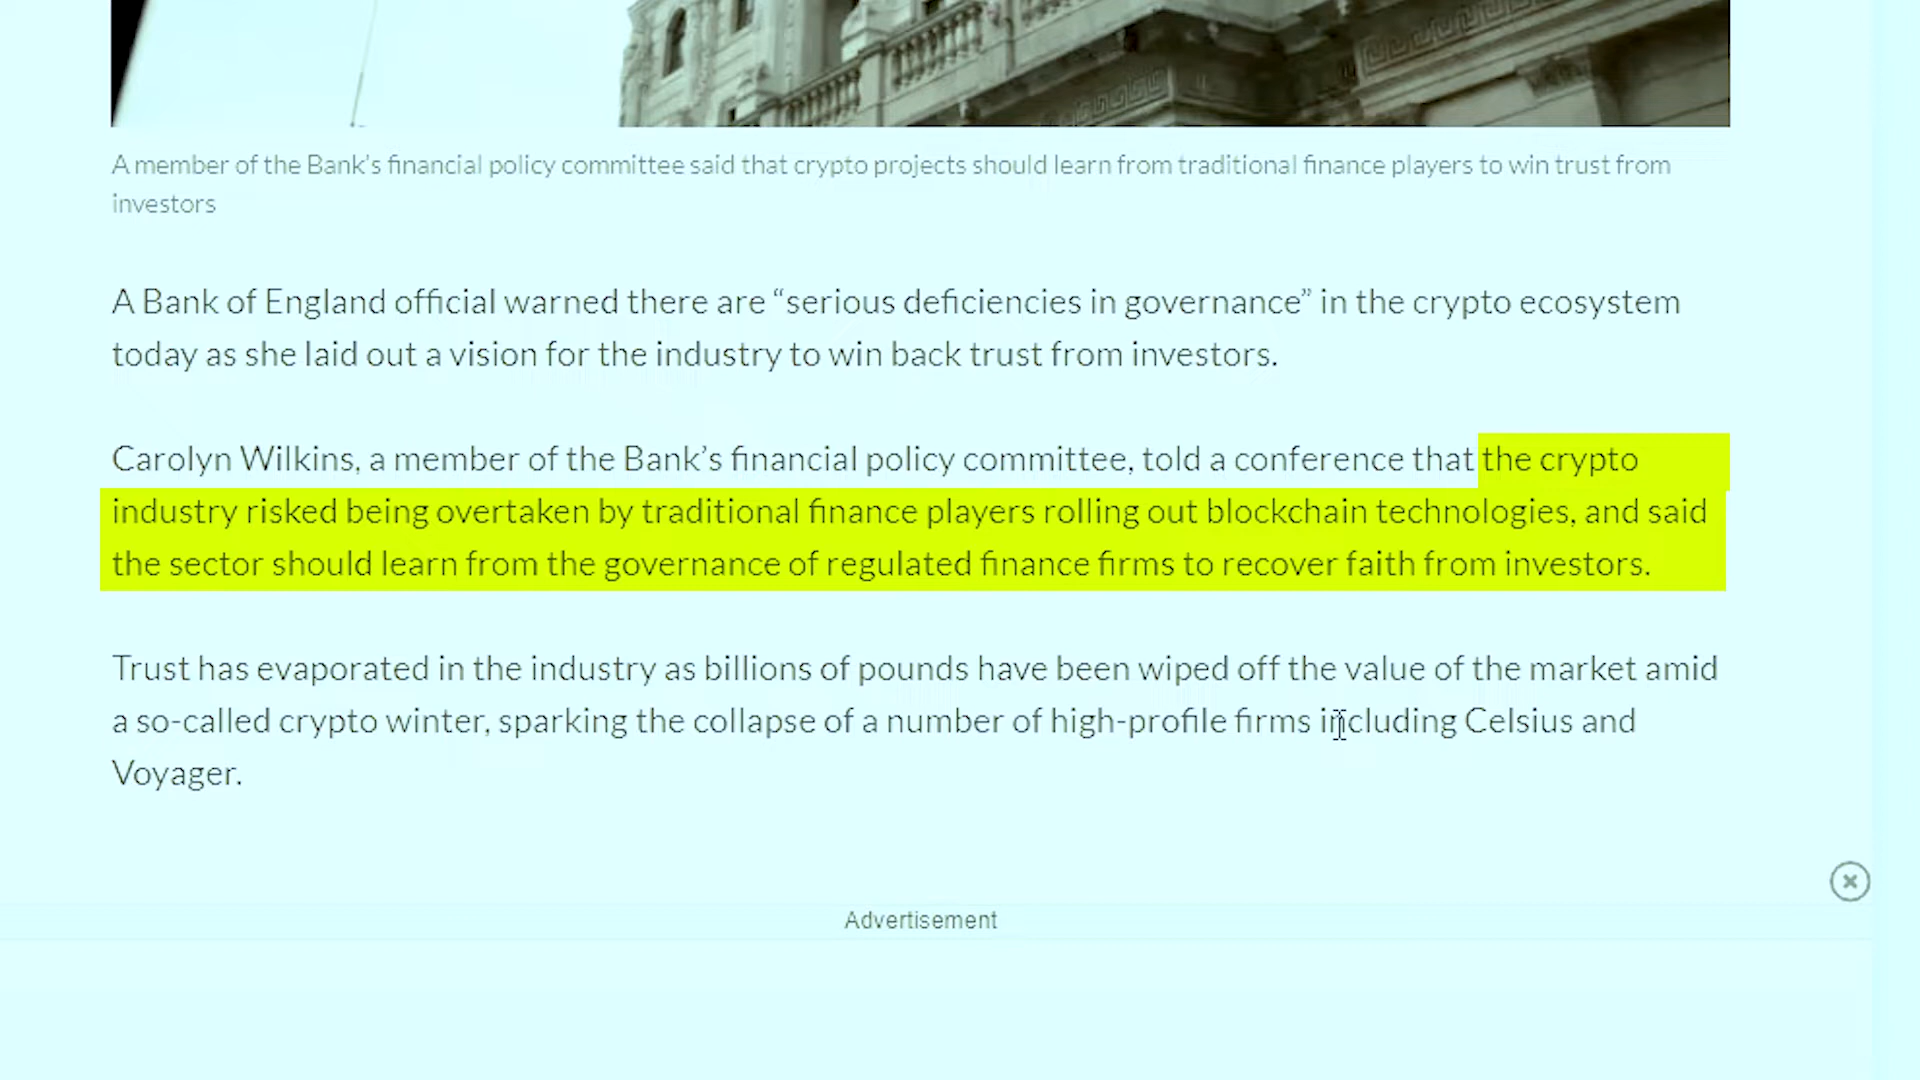 A member of the Bank’s financial policy committee said that crypto projects should learn from traditional finance players to win trust from
investors
A Bank of England official warned there are “serious deficiencies in governance” in the crypto ecosystem
today as she laid out a vision for the industry to win back trust from investors.
Carolyn Wilkins, a member of the Bank’s financial policy committee, told a conference that the crypto
industry risked being overtaken by traditional finance players rolling out blockchain technologies, and said
the sector should learn from the governance of regulated finance firms to recover faith from investors.
Trust has evaporated in the industry as billions of pounds have been wiped off the value of the market amid
a so-called crypto winter, sparking the collapse of a number of high-profile firms including Celsius and
Voyager.
Advertisement